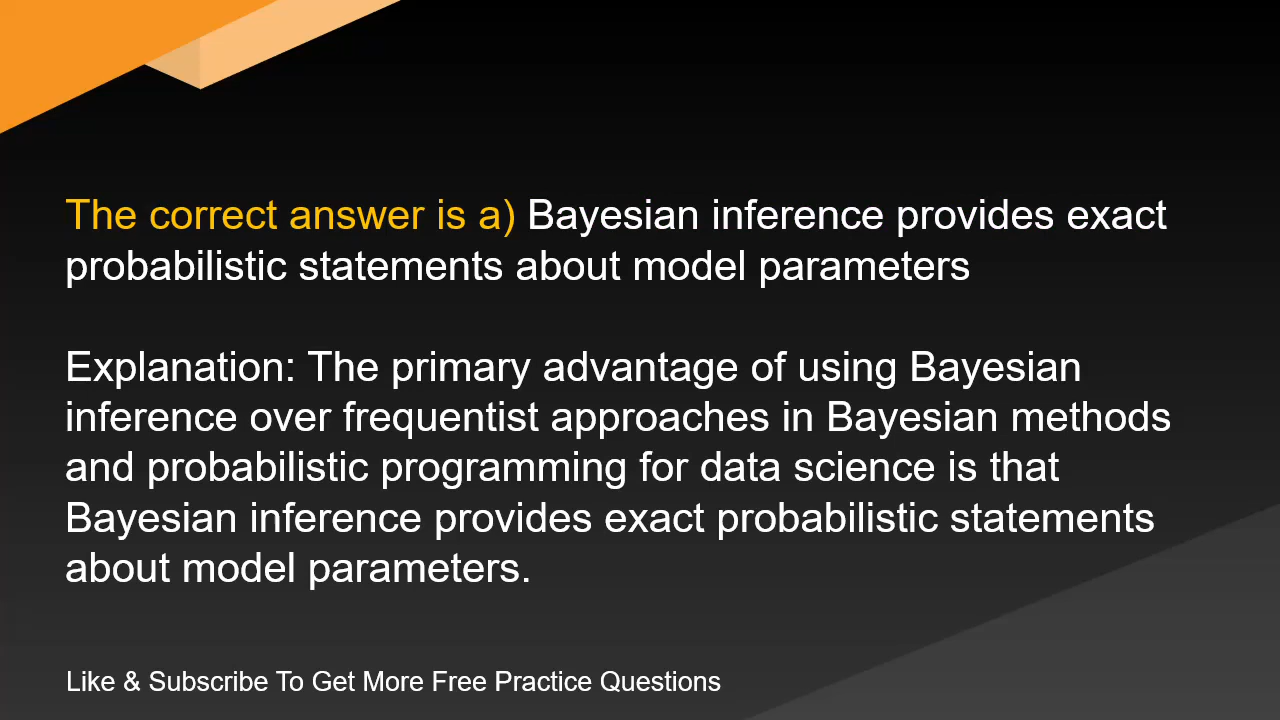 The correct answer is a) Bayesian inference provides exact
probabilistic statements about model parameters
Explanation: The primary advantage of using Bayesian
inference over frequentist approaches in Bayesian methods
and probabilistic programming for data science is that
Bayesian inference provides exact probabilistic statements
about model parameters.
Like & Subscribe To Get More Free Practice Questions